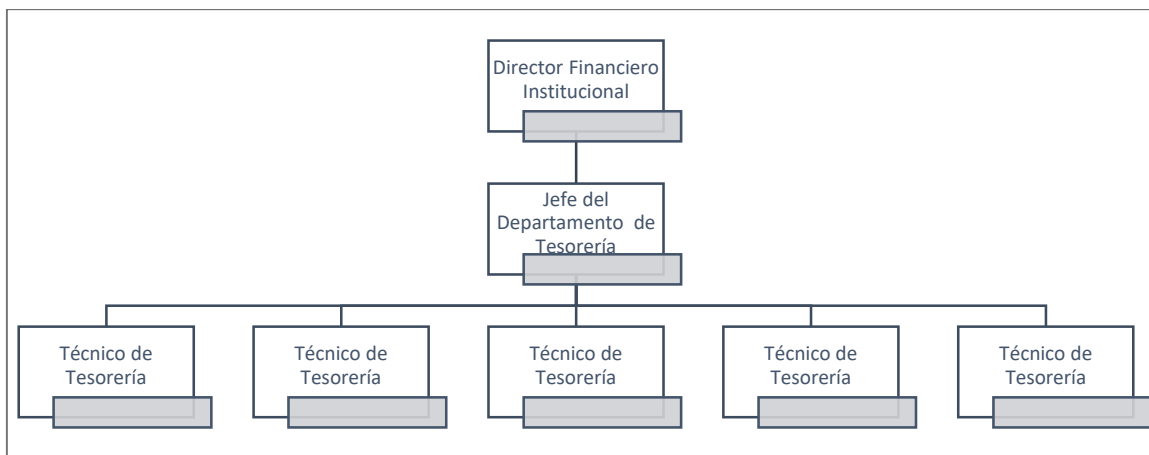 Director Financiero
Institucional
Jefe del
Departamento de
Tesorería
Técnico de
Tesorería
Técnico de
Tesorería
Técnico de
Tesorería
Técnico de
Tesorería
Técnico de
Tesorería